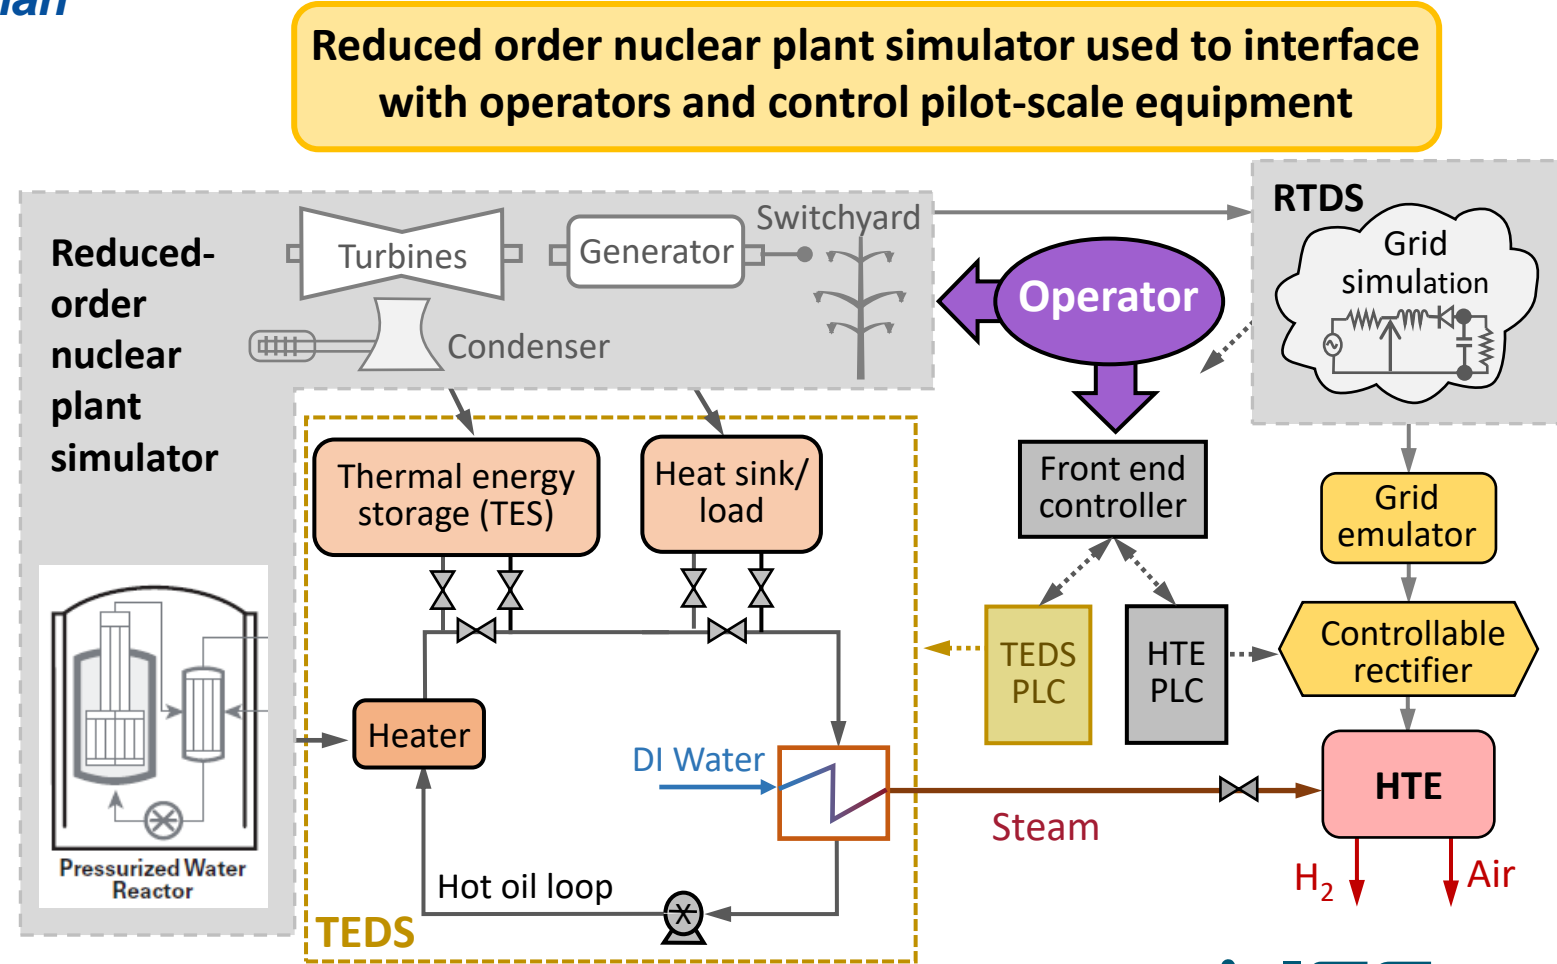 Reduced order nuclear plant simulator used to interface
with operators and control pilot-scale equipment
Reduced-
order
nuclear
plant
simulator
Turbines
Generator
Switchyard
Condenser
RTDS
Grid
simulation
Operator
Thermal energy
storage (TES)
Heat sink/
load
Front end
controller
Grid
emulator
TEDS
PLC
HTE
PLC
Controllable
rectifier
Heater
DI Water
Steam
HTE
H2
Air
Hot oil loop
TEDS
Pressurized Water
Reactor